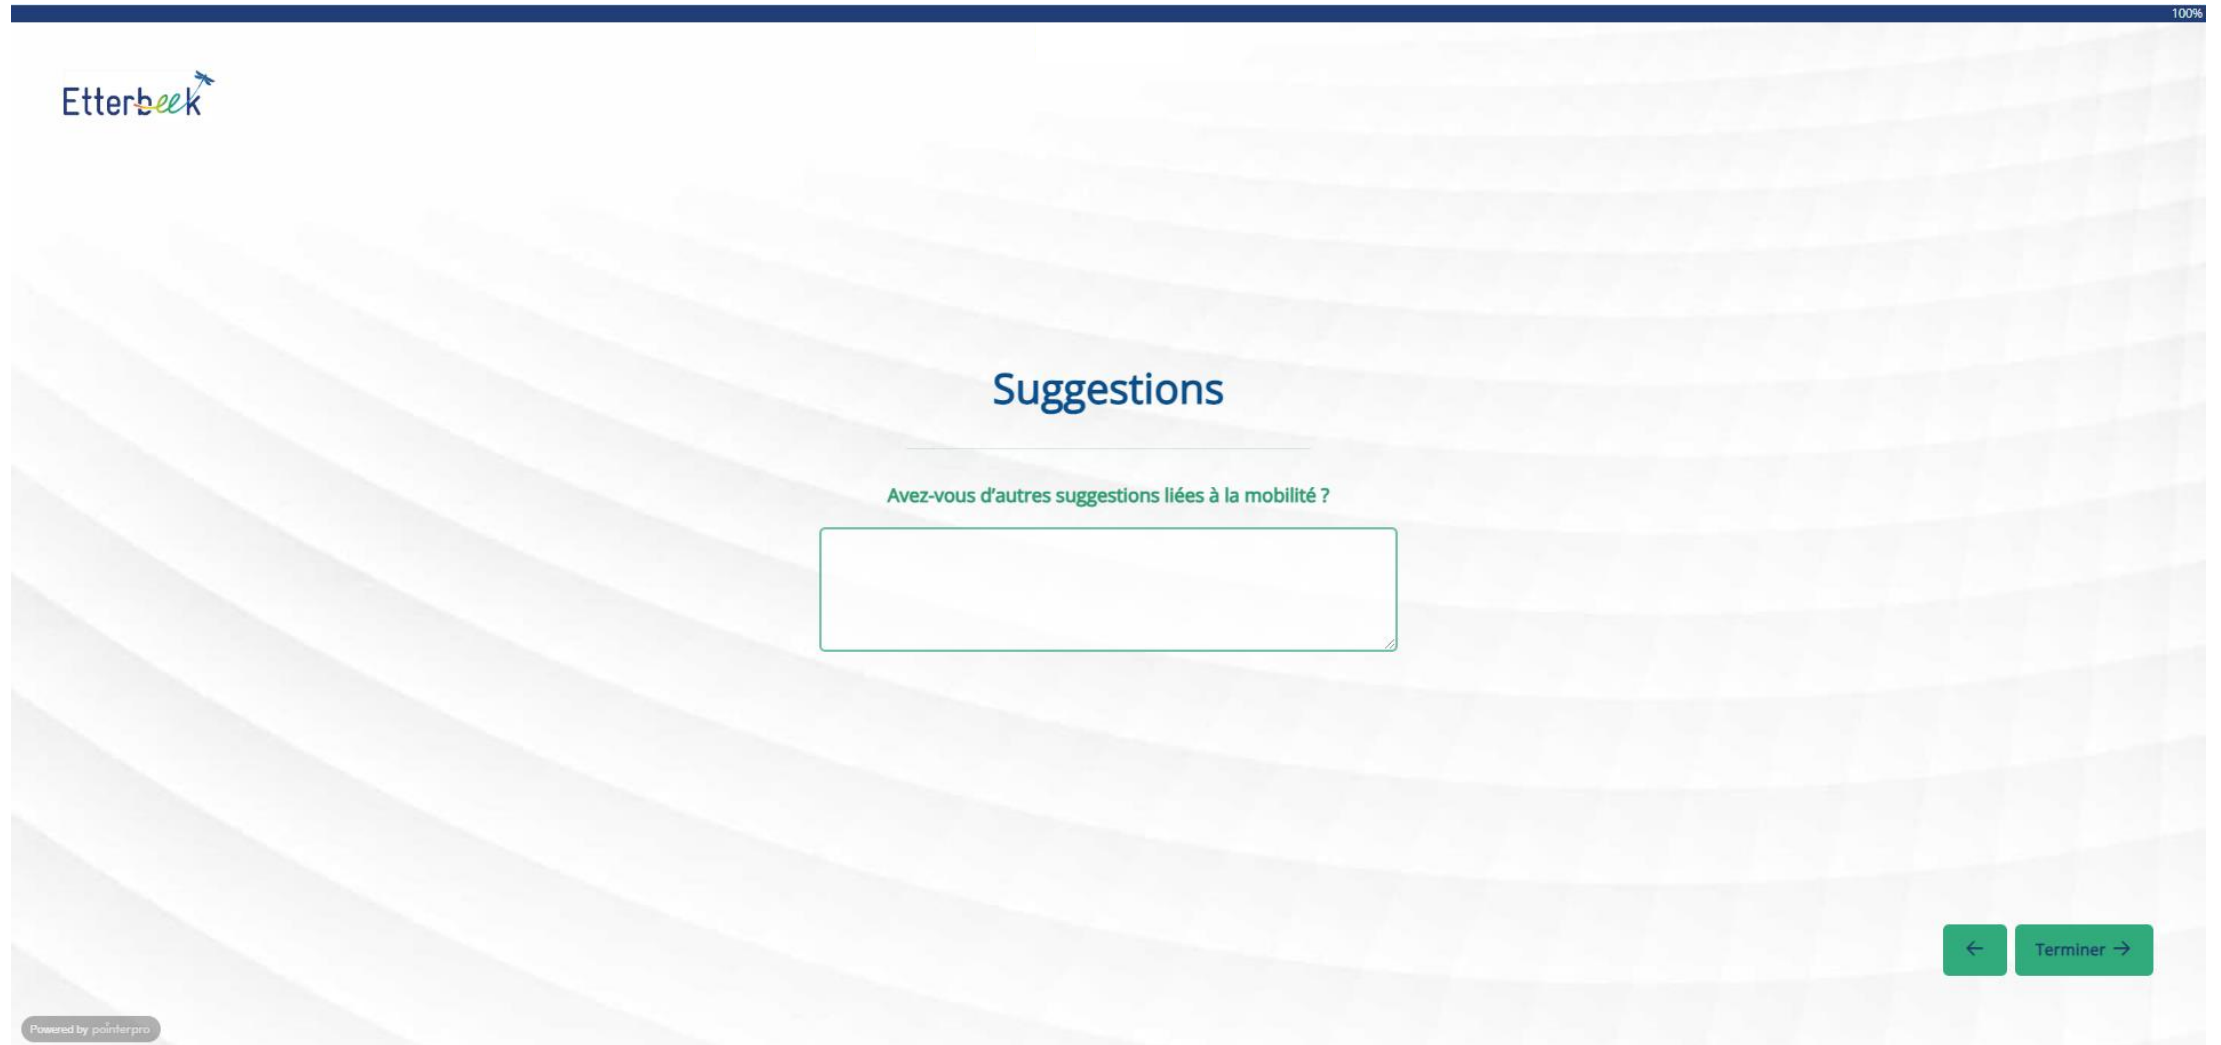 100%
Etterbeek
Suggestions
Avez-vous d’autres suggestions liées à la mobilité ?
← Terminer →
Powered by pointerpro